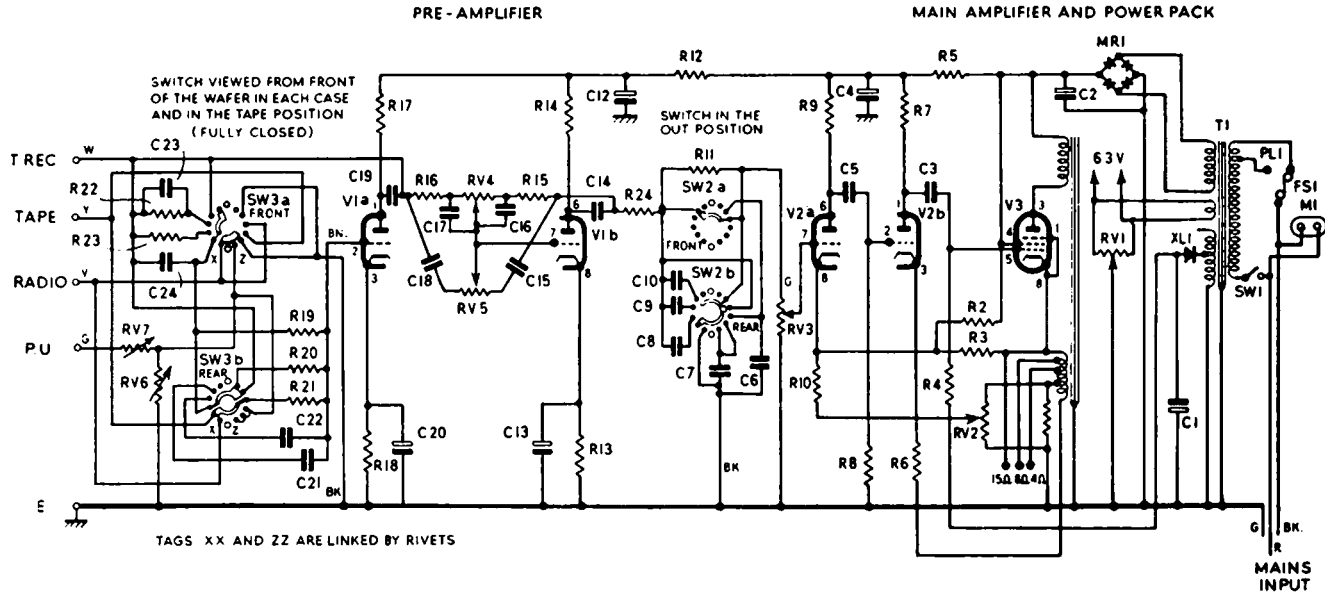 PRE-AMPLIFIER
MAIN AMPLIFIER AND POWER PACK
SWITCH VIEWED FROM FRONT
OF THE WAFER IN EACH CASE
AND IN THE TAPE POSITION
(FULLY CLOSED)
SWITCH IN THE
OUT POSITION
T REC
W
TAPE
Y
RADIO
V
P.U
G
E
C23
R22
R23
C24
SW3a
FRONT
X
Z
RV7
RV6
SW3b
REAR
X
Z
R19
R20
R21
C22
C21
BK
BN.
R17
C19
V1a
1
2
3
R18
C20
R16
RV4
R15
C17
C16
C18
RV5
C15
R14
C12
C14
6
7
V1b
8
C13
R13
R12
R24
R11
SW2a
FRONT
SW2b
REAR
C10
C9
C8
C7
C6
BK
G
RV3
R9
C4
R7
R5
C5
C3
V2a
6
7
8
V2b
1
2
3
R10
R8
R6
R4
R2
R3
RV2
15Ω
8Ω
4Ω
V3
3
4
5
1
8
C2
MR1
6 3 V
RV1
XL1
C1
T1
PL1
FS1
M1
SW1
G
R
BK.
MAINS
INPUT
TAGS XX AND ZZ ARE LINKED BY RIVETS